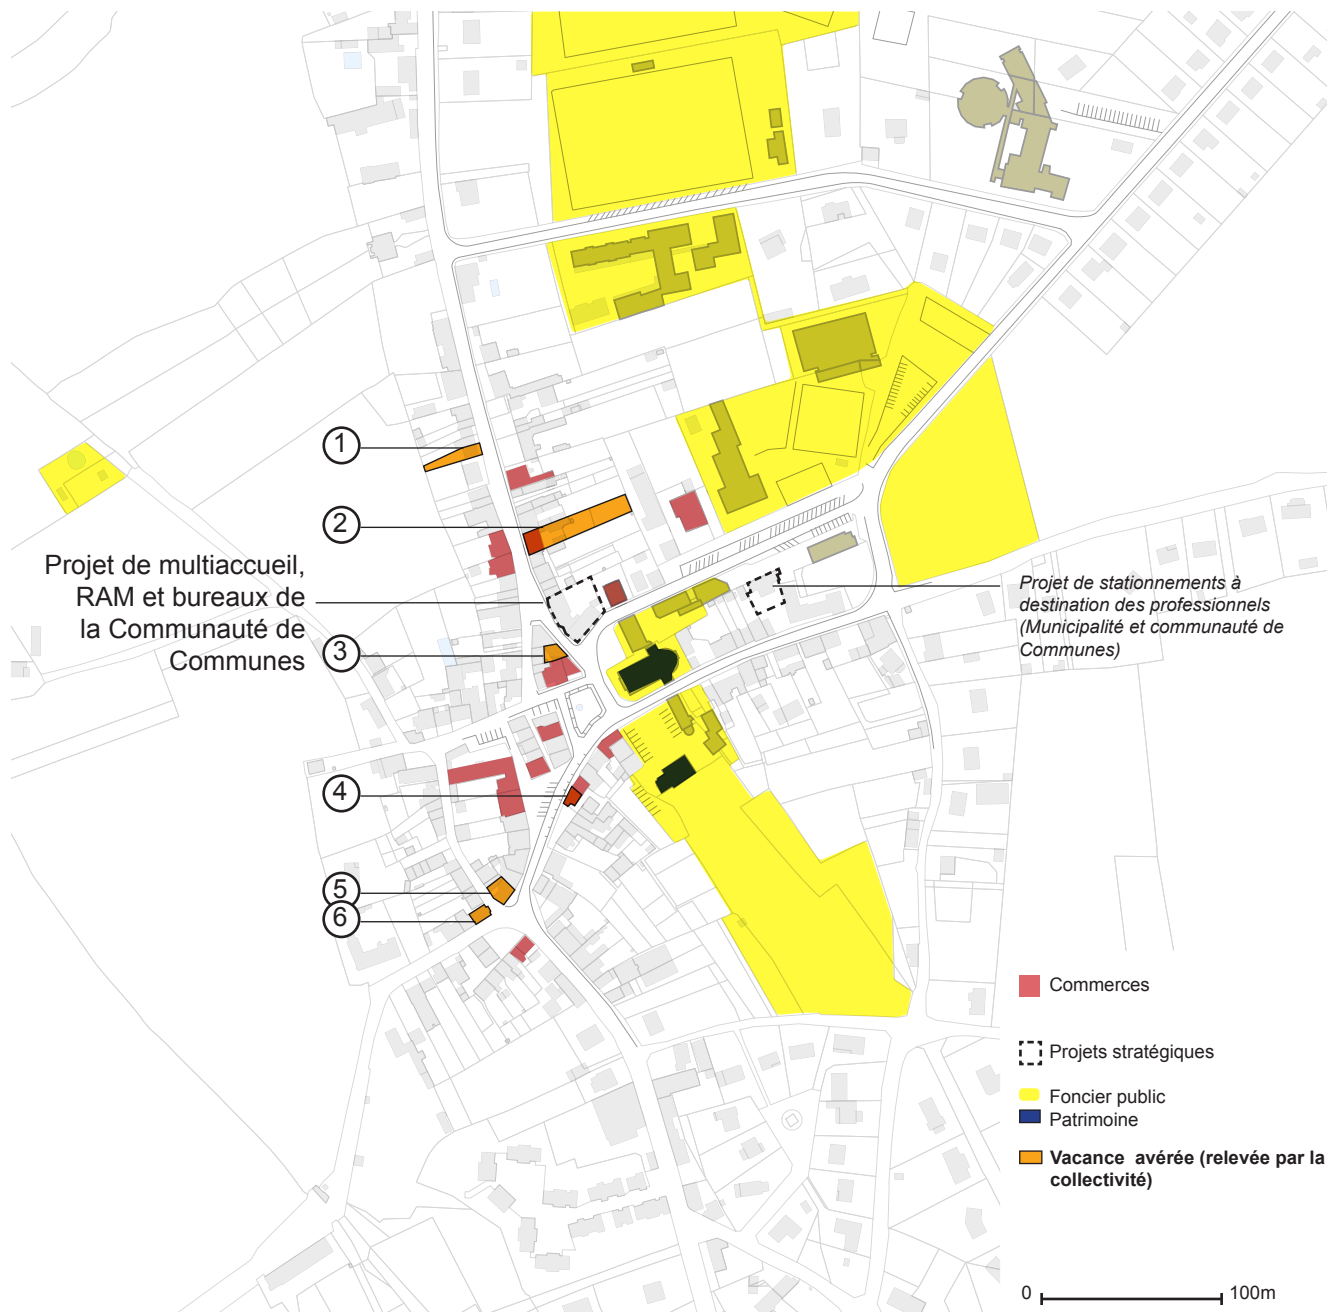 1
2
Projet de multiaccueil,
RAM et bureaux de
la Communauté de
Communes
Projet de stationnements à
destination des professionnels
(Municipalité et communauté de
Communes)
3
4
5
6
Commerces
Projets stratégiques
Foncier public
Patrimoine
Vacance avérée (relevée par la
collectivité)
0 100m